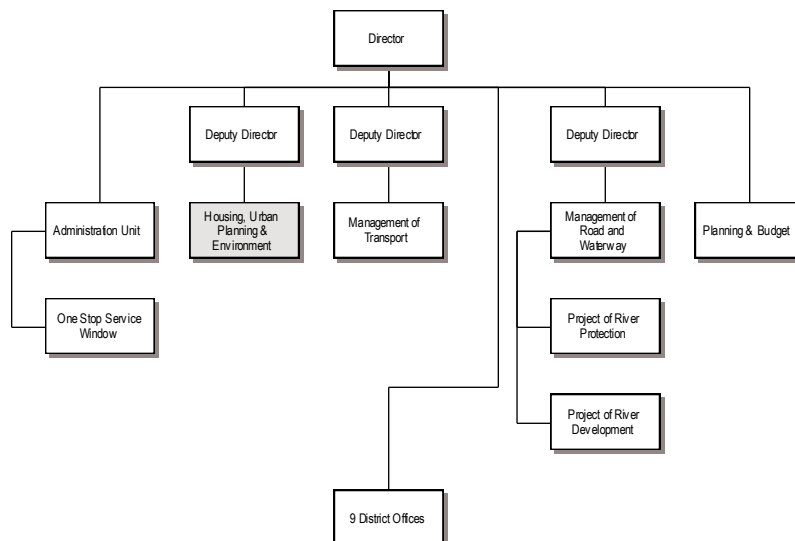 Director
Deputy Director
Deputy Director
Deputy Director
Administration Unit
Housing, Urban
Planning &
Environment
Management of
Transport
Management of
Road and
Waterway
Planning & Budget
One Stop Service
Window
Project of River
Protection
Project of River
Development
9 District Offices